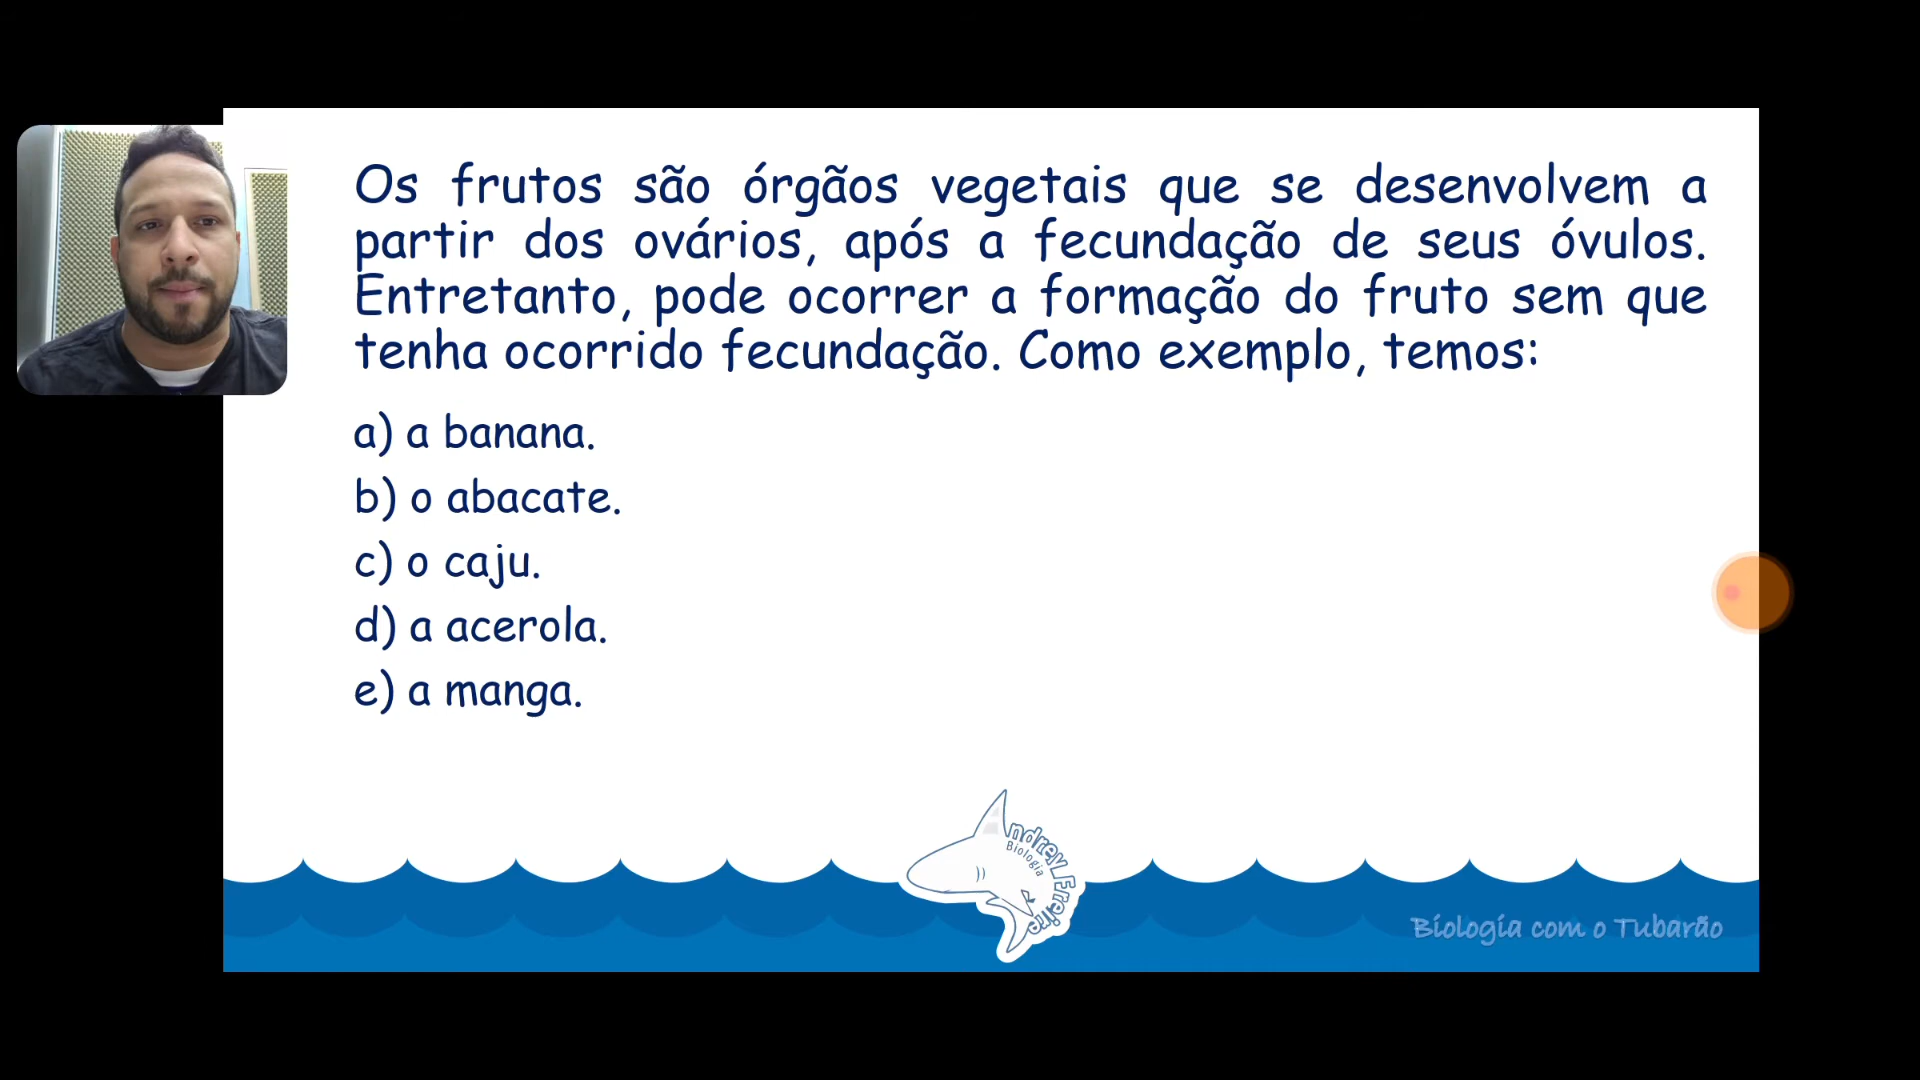 Os frutos são órgãos vegetais que se desenvolvem a
partir dos ovários, após a fecundação de seus óvulos.
Entretanto, pode ocorrer a formação do fruto sem que
tenha ocorrido fecundação. Como exemplo, temos:
a) a banana.
b) o abacate.
c) o caju.
d) a acerola.
e) a manga.
ndrey Freire
Biologia
Biologia com o Tubarão